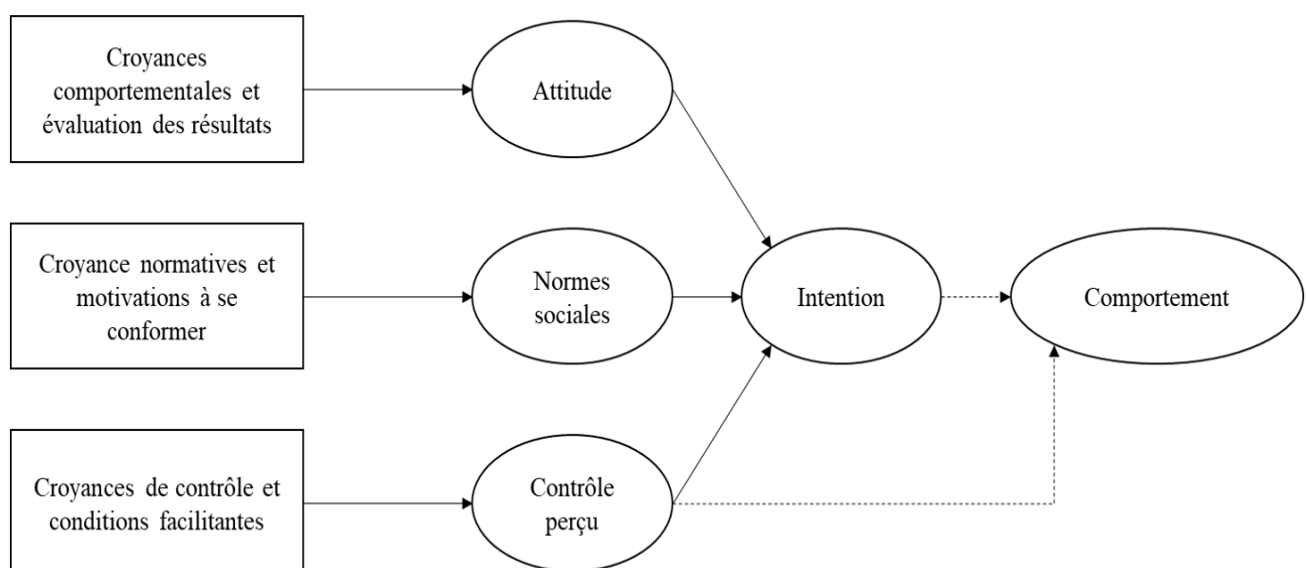 Croyances
comportementales et
évaluation des résultats
Attitude
Croyance normatives et
motivations à se
conformer
Normes
sociales
Intention
Comportement
Croyances de contrôle et
conditions facilitantes
Contrôle
perçu